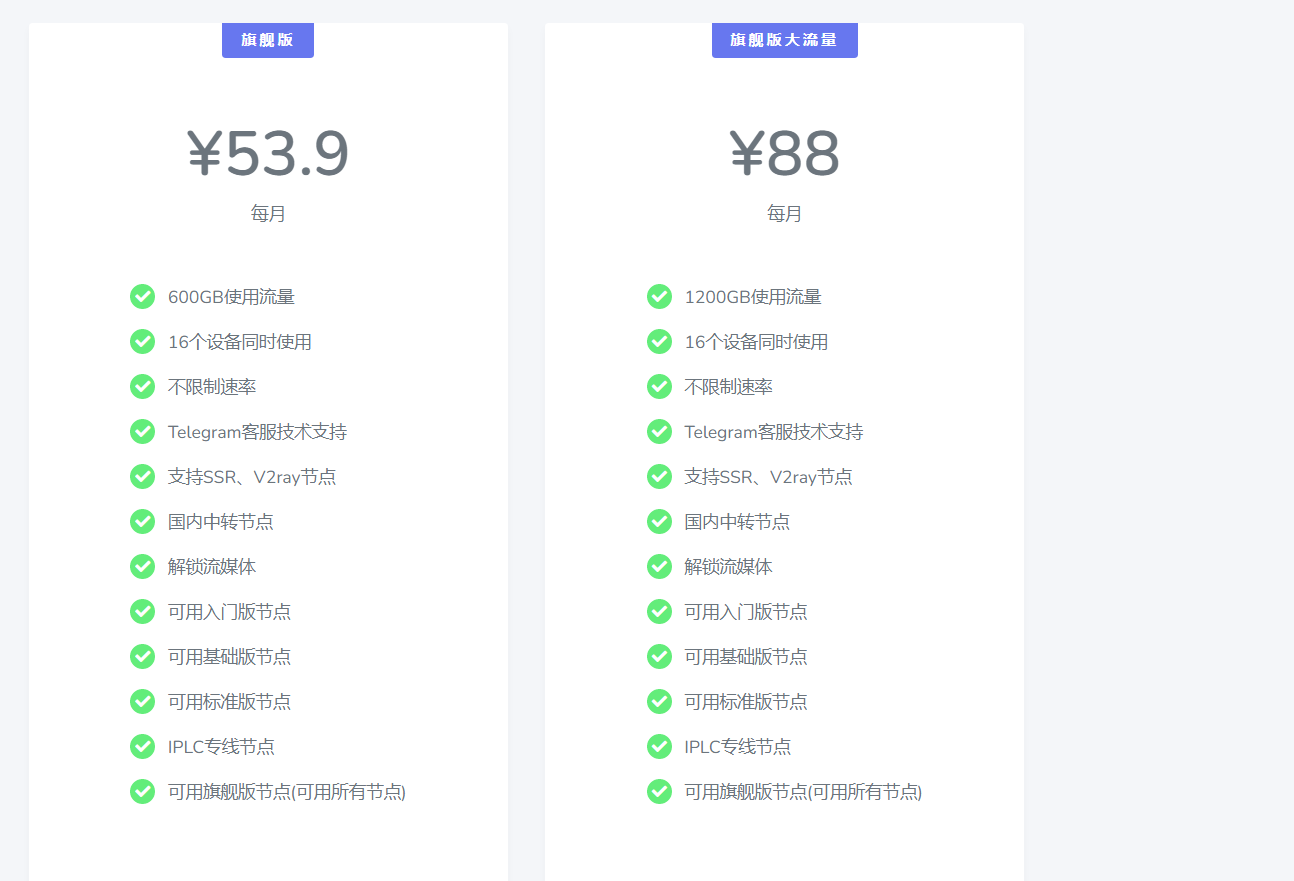 旗舰版
¥53.9
每月
600GB使用流量
16个设备同时使用
不限制速率
Telegram客服技术支持
支持SSR、V2ray节点
国内中转节点
解锁流媒体
可用入门版节点
可用基础版节点
可用标准版节点
IPLC专线节点
可用旗舰版节点(可用所有节点)
旗舰版大流量
¥88
每月
1200GB使用流量
16个设备同时使用
不限制速率
Telegram客服技术支持
支持SSR、V2ray节点
国内中转节点
解锁流媒体
可用入门版节点
可用基础版节点
可用标准版节点
IPLC专线节点
可用旗舰版节点(可用所有节点)